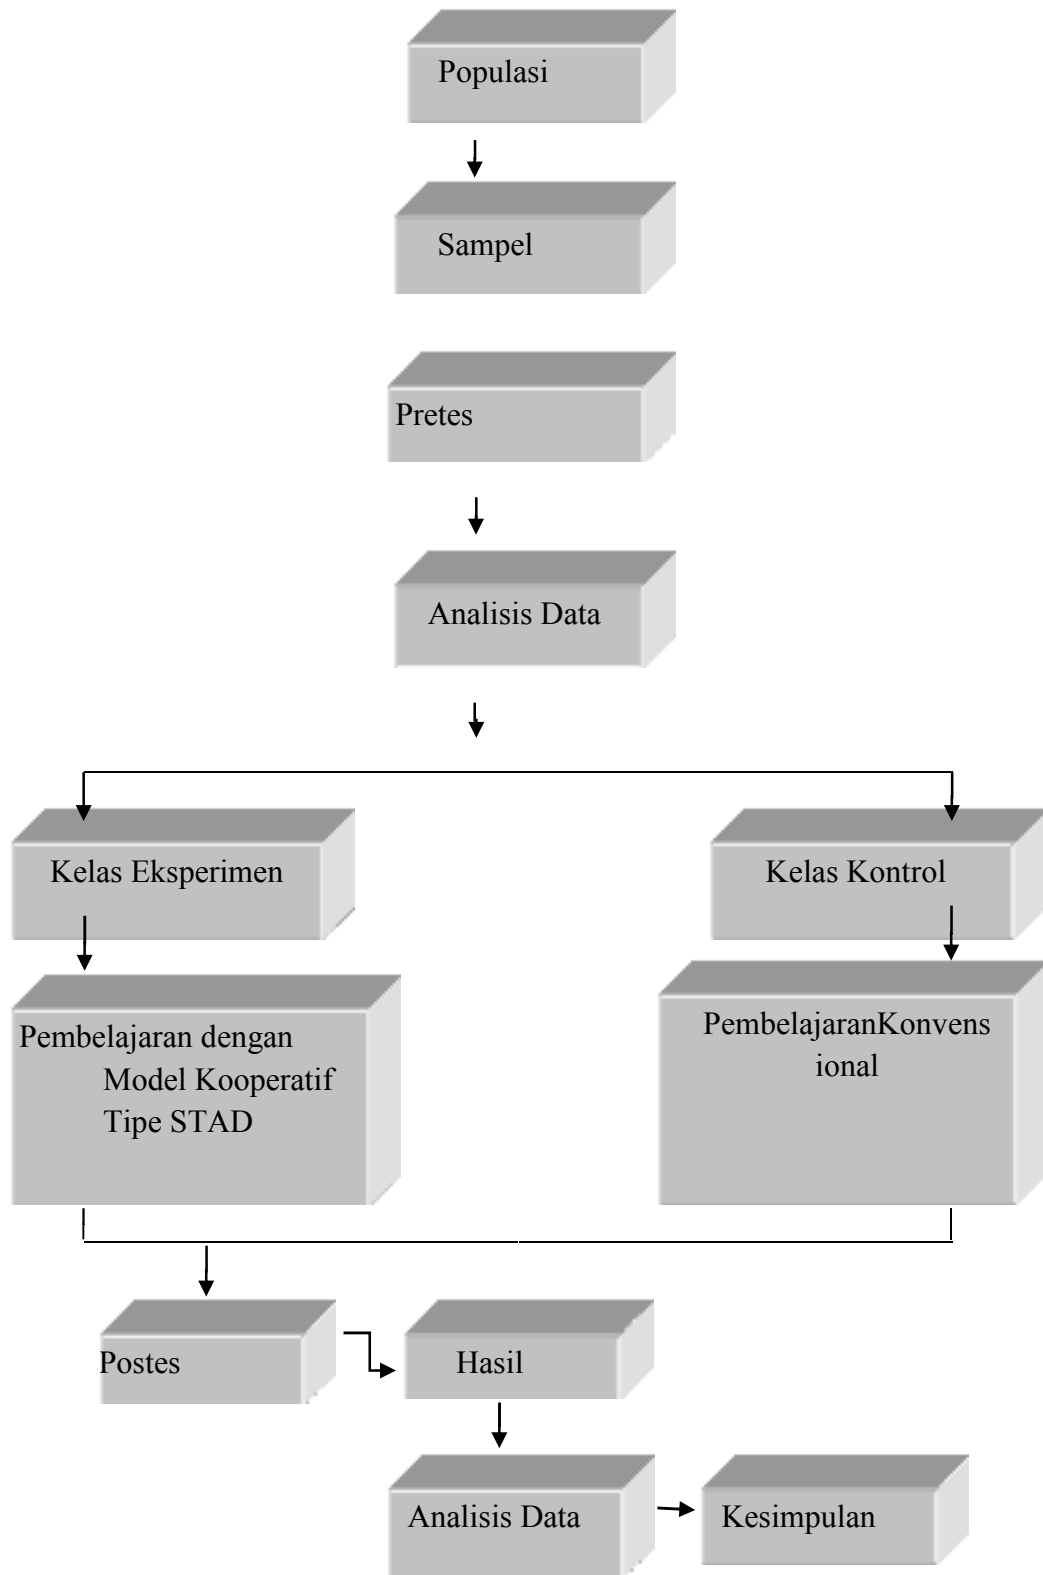 Populasi
Sampel
Pretes
Analisis Data
Kelas Eksperimen
Kelas Kontrol
Pembelajaran dengan
Model Kooperatif
Tipe STAD
PembelajaranKonvens
ional
Postes
Hasil
Analisis Data
Kesimpulan